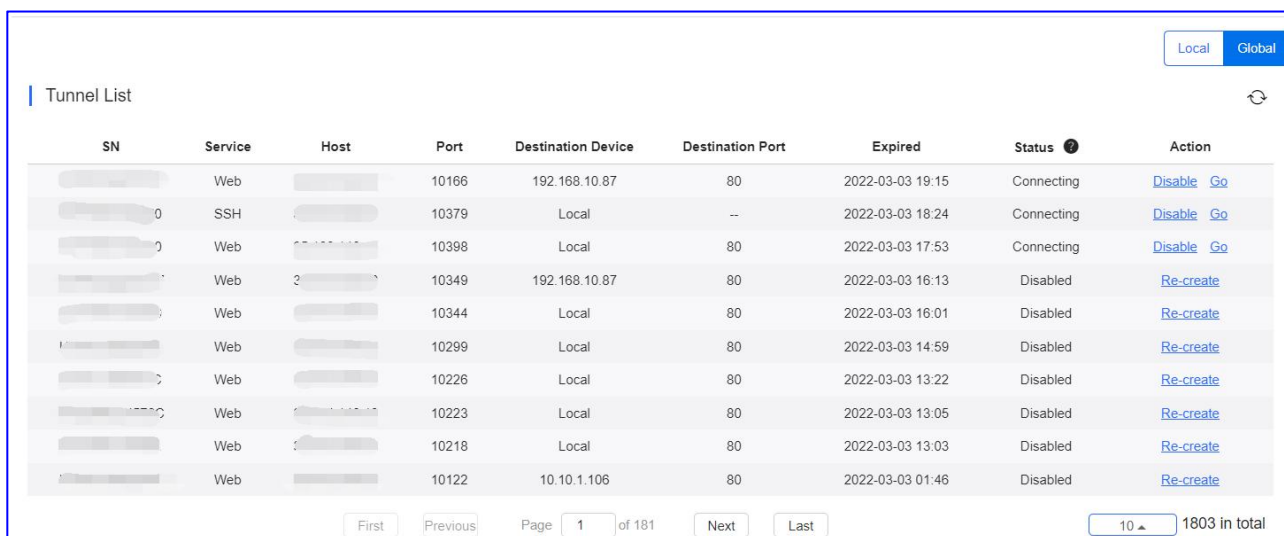 Local Global
Tunnel List
SN Service Host Port Destination Device Destination Port Expired Status ? Action
Web 10166 192.168.10.87 80 2022-03-03 19:15 Connecting Disable Go
0 SSH 10379 Local -- 2022-03-03 18:24 Connecting Disable Go
0 Web 10398 Local 80 2022-03-03 17:53 Connecting Disable Go
Web 3 10349 192.168.10.87 80 2022-03-03 16:13 Disabled Re-create
Web 10344 Local 80 2022-03-03 16:01 Disabled Re-create
Web 10299 Local 80 2022-03-03 14:59 Disabled Re-create
C Web 10226 Local 80 2022-03-03 13:22 Disabled Re-create
Web 10223 Local 80 2022-03-03 13:05 Disabled Re-create
Web 10218 Local 80 2022-03-03 13:03 Disabled Re-create
Web 10122 10.10.1.106 80 2022-03-03 01:46 Disabled Re-create
First Previous Page 1 of 181 Next Last 10 1803 in total